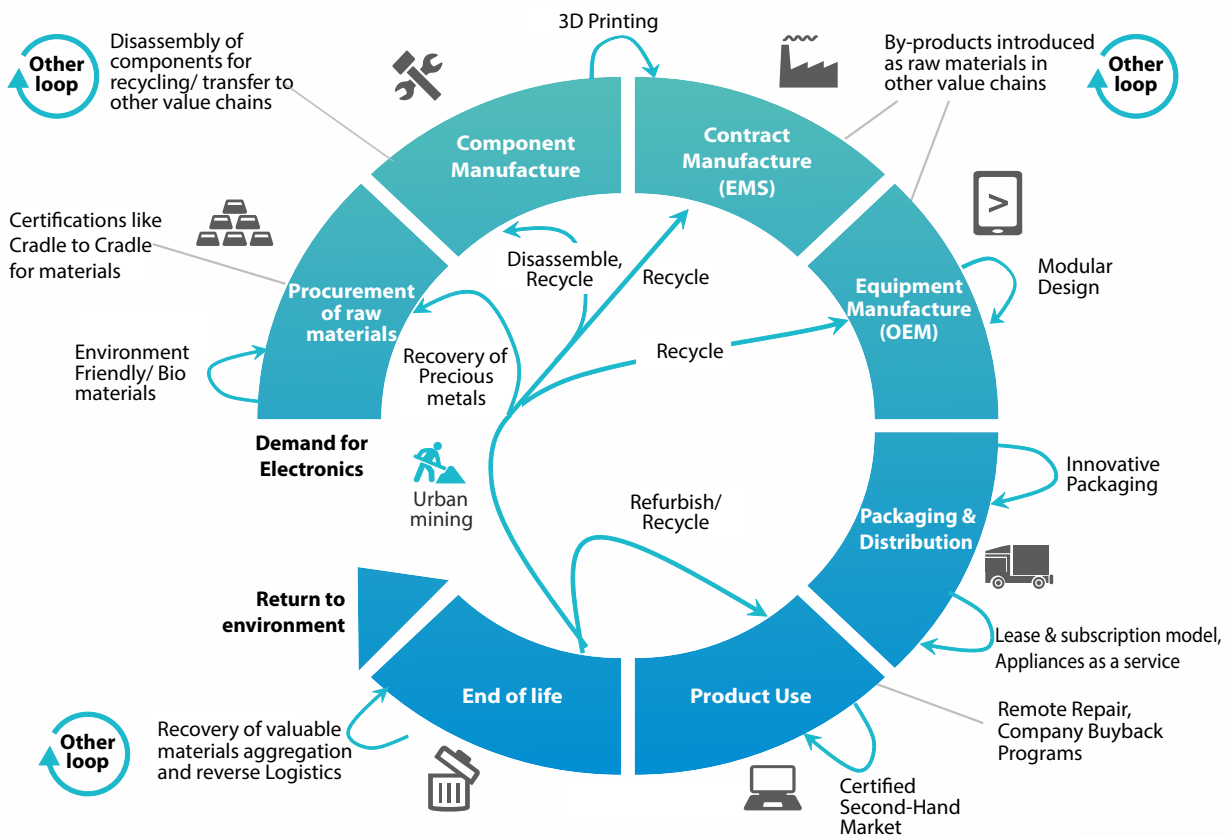 3D Printing
Other
loop
Disassembly of
components for
recycling/ transfer to
other value chains
By-products introduced
as raw materials in
other value chains
Other
loop
Component
Manufacture
Contract
Manufacture
(EMS)
Certifications like
Cradle to Cradle
for materials
>
Procurement
of raw
materials
Disassemble,
Recycle
Recycle
Equipment
Manufacture
(OEM)
Modular
Design
Environment
Friendly/ Bio
materials
Recovery of
Precious
metals
Recycle
Demand for
Electronics
Urban
mining
Innovative
Packaging
Refurbish/
Recycle
Packaging &
Distribution
Return to
environment
Lease & subscription model,
Appliances as a service
End of life
Product Use
Remote Repair,
Company Buyback
Programs
Other
loop
Recovery of valuable
materials aggregation
and reverse Logistics
Certified
Second-Hand
Market